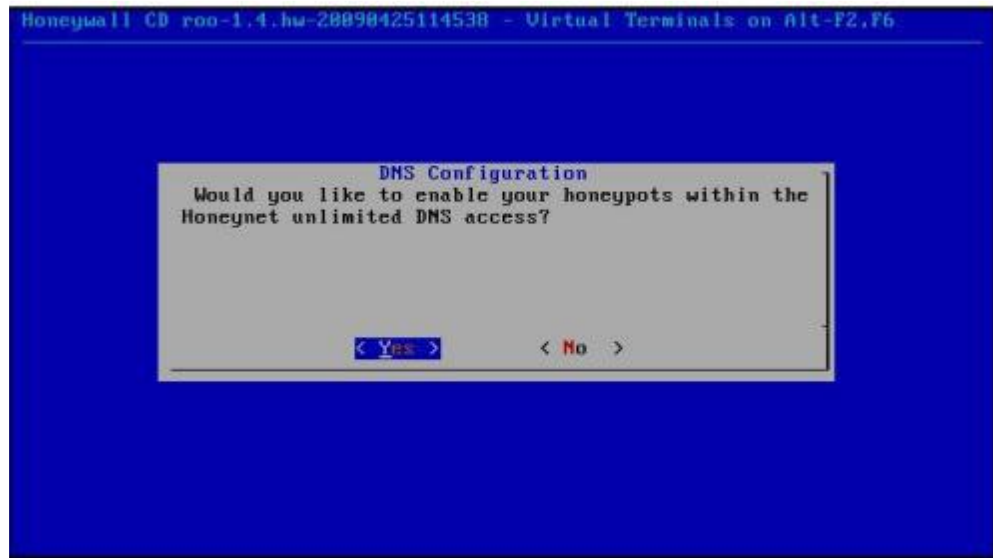 Honeywall CD roo-1.4.hw-20090425114538 - Virtual Terminals on Alt-F2,F6
DNS Configuration
Would you like to enable your honeypots within the
Honeynet unlimited DNS access?
< Yes > < No >